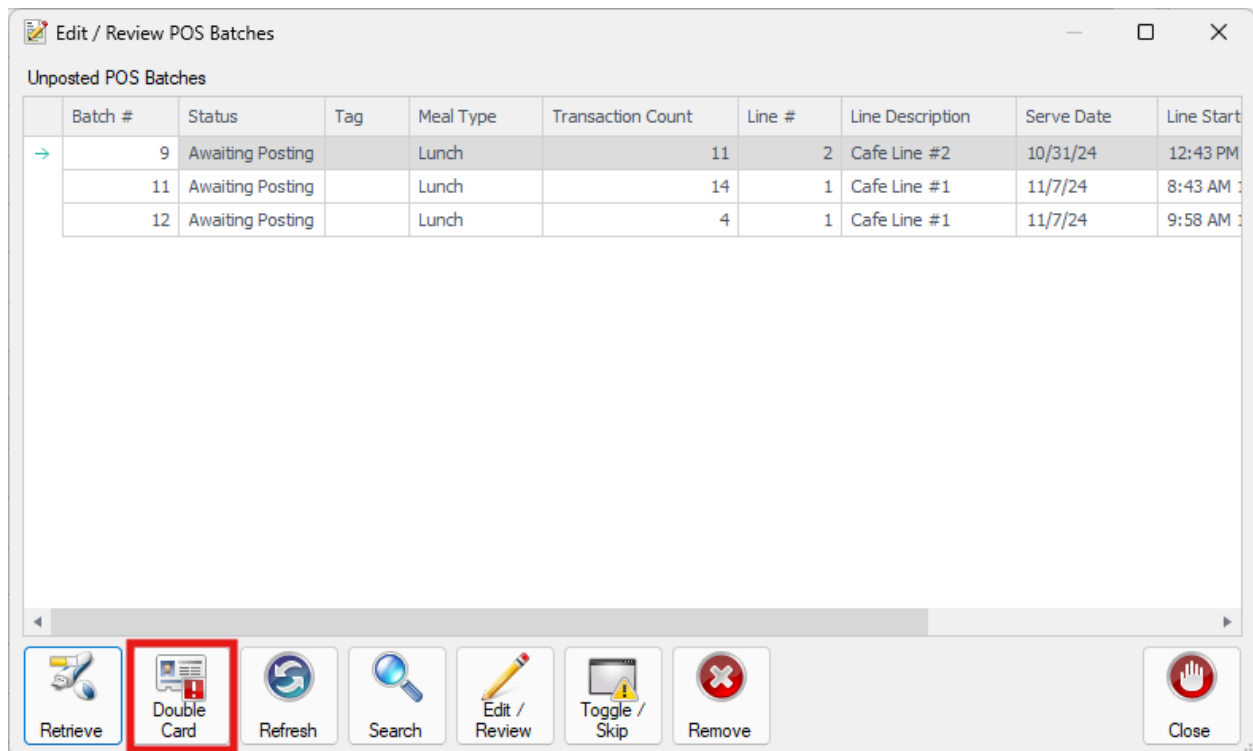 Edit / Review POS Batches
Unposted POS Batches
Batch # Status Tag Meal Type Transaction Count Line # Line Description Serve Date Line Start
9 Awaiting Posting Lunch 11 2 Cafe Line #2 10/31/24 12:43 PM
11 Awaiting Posting Lunch 14 1 Cafe Line #1 11/7/24 8:43 AM 1
12 Awaiting Posting Lunch 4 1 Cafe Line #1 11/7/24 9:58 AM 1
Retrieve
Double
Card
Refresh
Search
Edit /
Review
Toggle /
Skip
Remove
Close